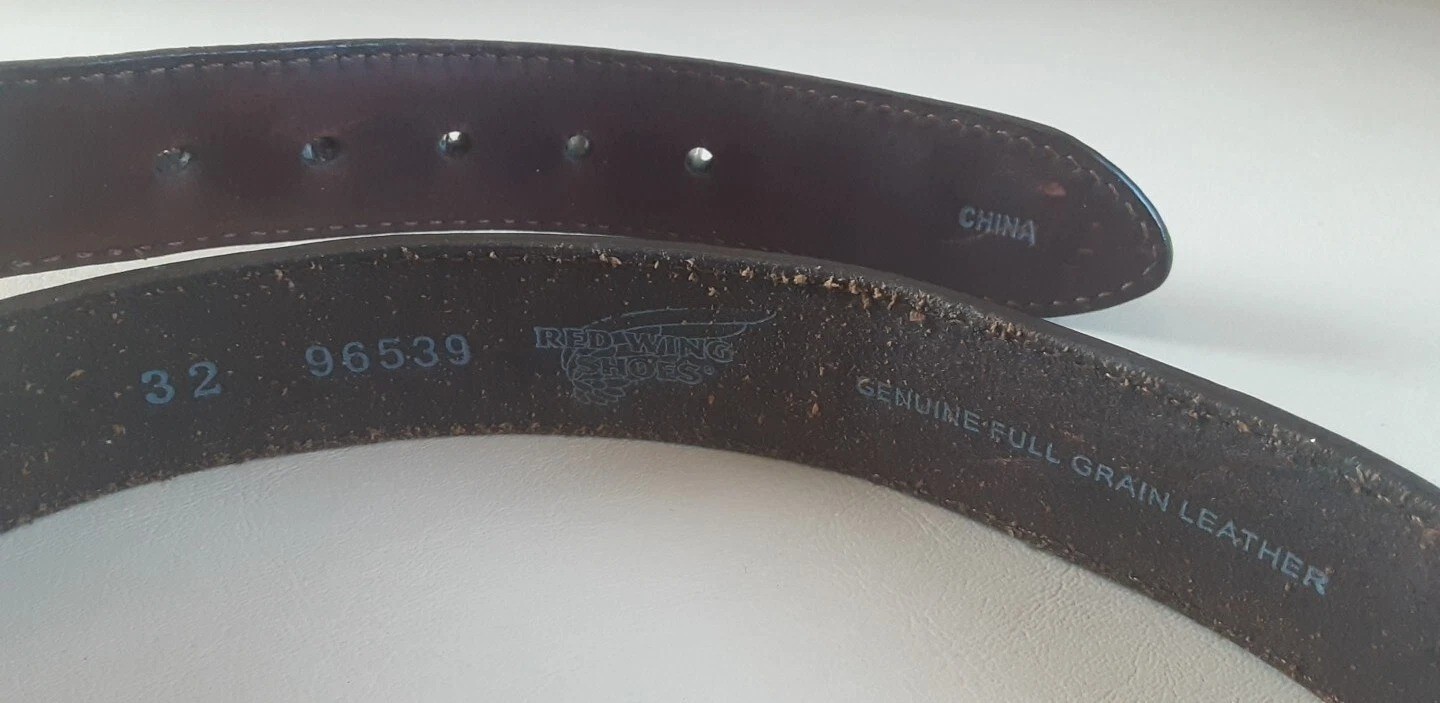 CHINA
32 96539
RED WING
SHOES®
GENUINE FULL GRAIN LEATHER